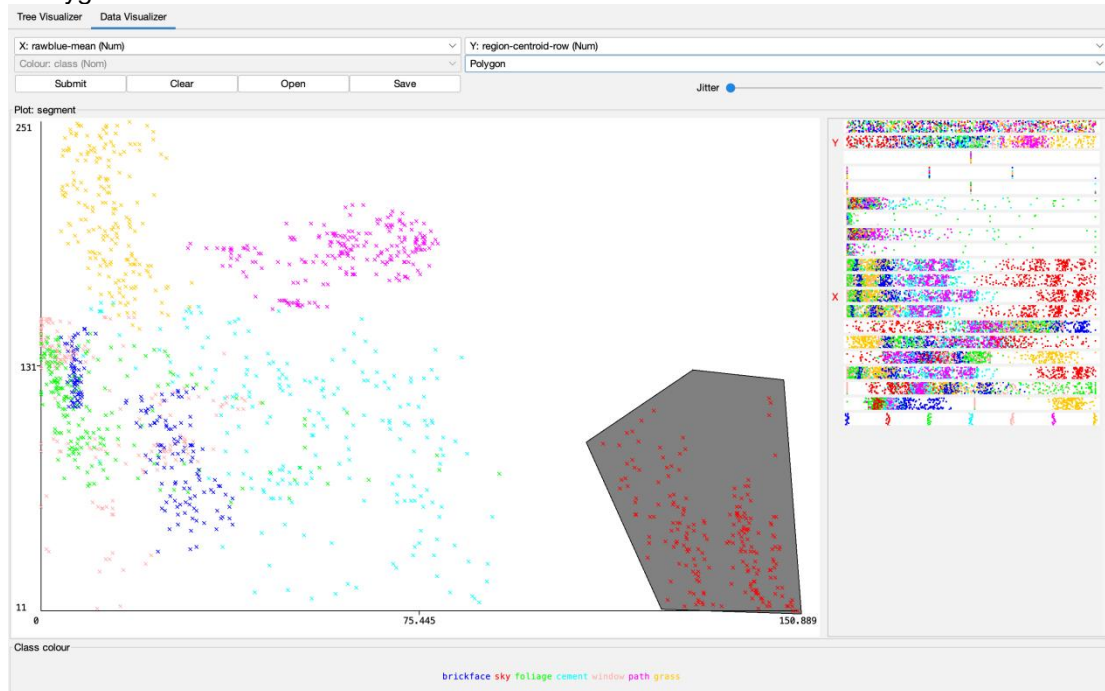 Tree Visualizer Data Visualizer
X: rawblue-mean (Num) Y: region-centroid-row (Num)
Colour: class (Nom) Polygon
Submit Clear Open Save Jitter
Plot: segment
251
Y
X
131
11
0 75.445 150.889
Class colour
brickface sky foliage cement window path grass